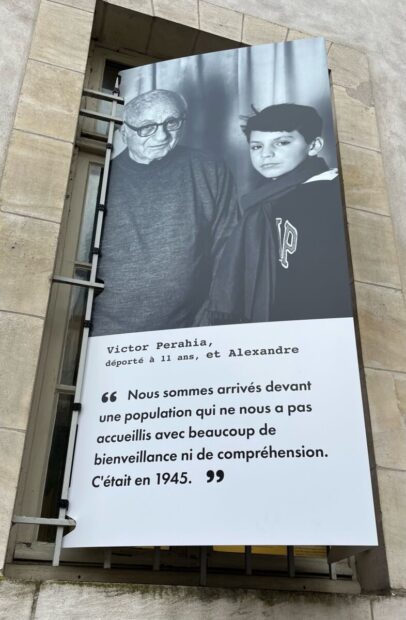 P
Victor Perahia,
déporté à 11 ans, et Alexandre
“ Nous sommes arrivés devant
une population qui ne nous a pas
accueillis avec beaucoup de
bienveillance ni de compréhension.
C'était en 1945. ”